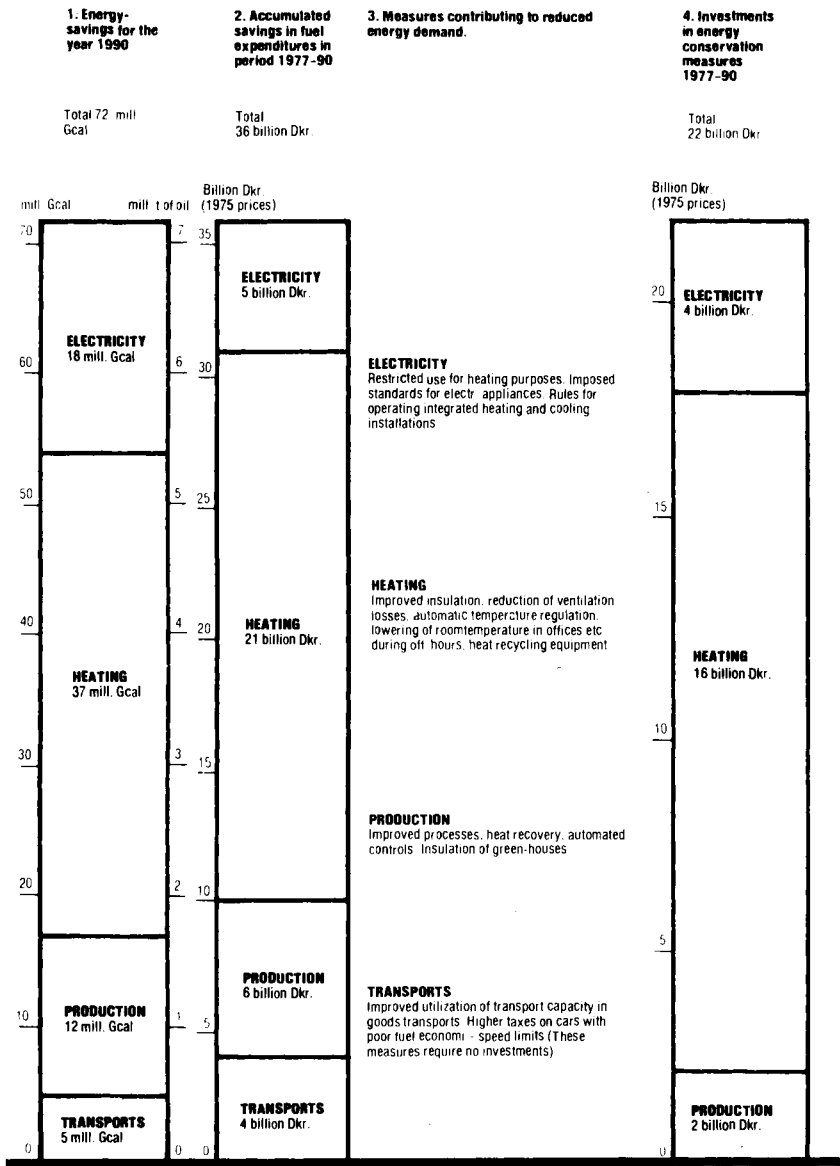 1. Energy-
savings for the
year 1990
Total 72 mill
Gcal
mill Gcal
mill t of oil
70
60
50
40
30
20
10
0
ELECTRICITY
18 mill. Gcal
HEATING
37 mill. Gcal
PRODUCTION
12 mill. Gcal
TRANSPORTS
5 mill. Gcal
7
6
5
4
3
2
1
0
2. Accumulated
savings in fuel
expenditures in
period 1977-90
Total
36 billion Dkr.
Billion Dkr.
(1975 prices)
35
30
25
20
15
10
5
0
ELECTRICITY
5 billion Dkr.
HEATING
21 billion Dkr.
PRODUCTION
6 billion Dkr.
TRANSPORTS
4 billion Dkr.
3. Measures contributing to reduced
energy demand.
ELECTRICITY
Restricted use for heating purposes. Imposed
standards for electr appliances. Rules for
operating integrated heating and cooling
installations
HEATING
Improved insulation, reduction of ventilation
losses, automatic temperature regulation,
lowering of roomtemperature in offices etc
during off hours, heat recycling equipment
PRODUCTION
Improved processes, heat recovery, automated
controls Insulation of green-houses
TRANSPORTS
Improved utilization of transport capacity in
goods transports Higher taxes on cars with
poor fuel economi - speed limits (These
measures require no investments)
4. Investments
in energy
conservation
measures
1977-90
Total
22 billion Dkr
Billion Dkr.
(1975 prices)
20
15
10
5
0
ELECTRICITY
4 billion Dkr.
HEATING
16 billion Dkr.
PRODUCTION
2 billion Dkr.